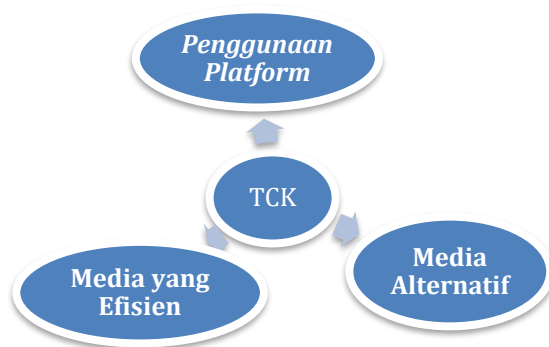 Penggunaan
Platform
TCK
Media yang
Efisien
Media
Alternatif